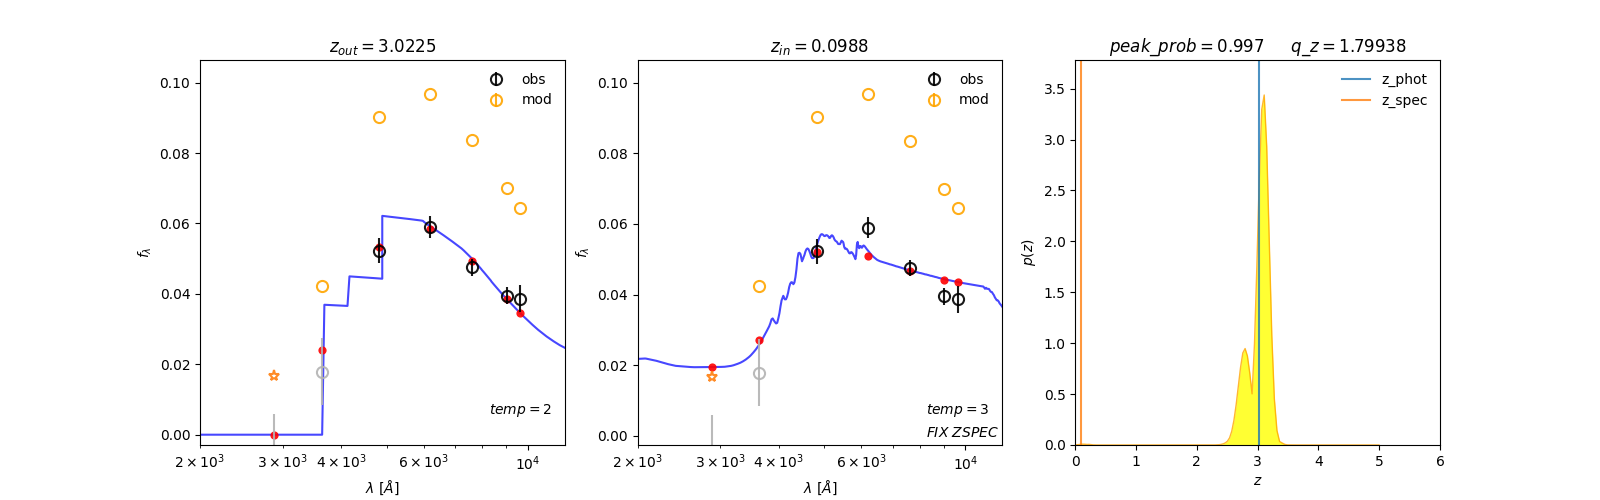 z_out = 3.0225
z_in = 0.0988
peak_prob = 0.997 q_z = 1.79938
obs
mod
obs
mod
z_phot
z_spec
0.10
0.08
0.06
0.04
0.02
0.00
f_λ
0.10
0.08
0.06
0.04
0.02
0.00
f_λ
3.5
3.0
2.5
2.0
1.5
1.0
0.5
0.0
p(z)
temp = 2
temp = 3
FIX ZSPEC
2 × 10³ 3 × 10³ 4 × 10³ 6 × 10³ 10⁴
λ [Å]
2 × 10³ 3 × 10³ 4 × 10³ 6 × 10³ 10⁴
λ [Å]
0 1 2 3 4 5 6
z